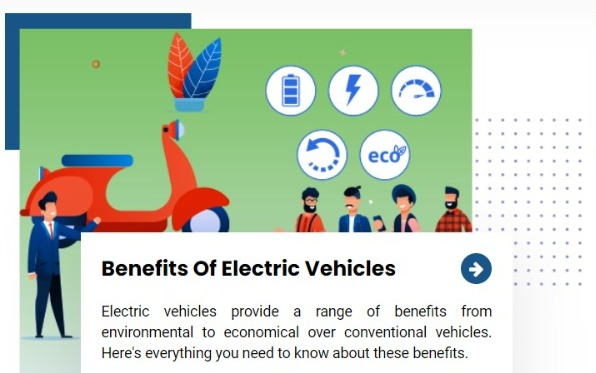 eco
Benefits Of Electric Vehicles
Electric vehicles provide a range of benefits from
environmental to economical over conventional vehicles.
Here's everything you need to know about these benefits.